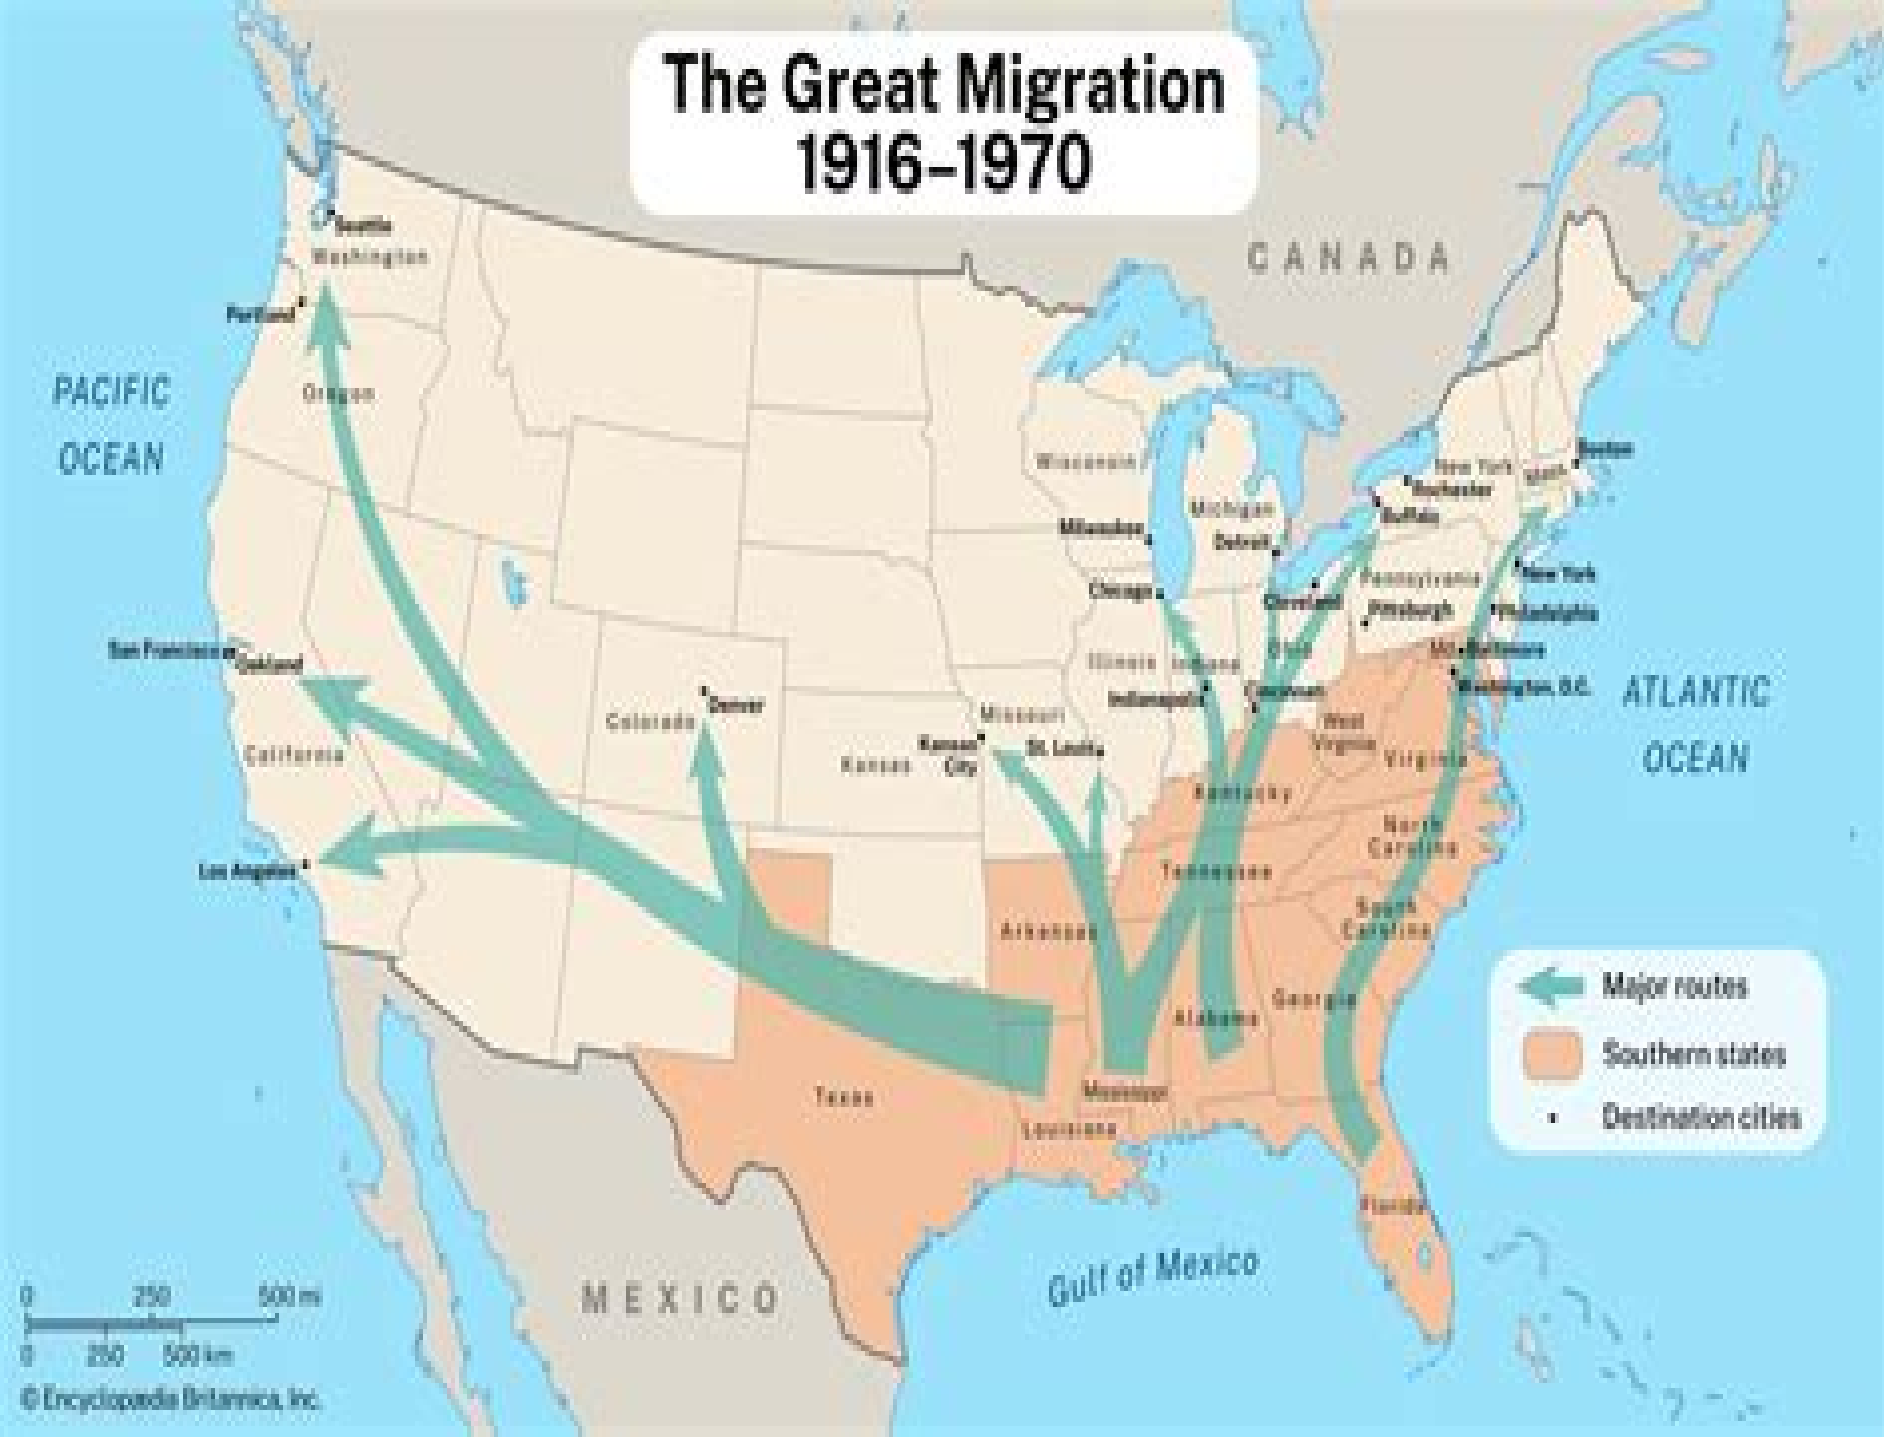 The Great Migration
1916–1970
CANADA
Seattle
Washington
Portland
Oregon
PACIFIC
OCEAN
San Francisco
Oakland
California
Los Angeles
Denver
Colorado
Kansas
Kansas
City
Missouri
St. Louis
Wisconsin
Milwaukee
Michigan
Detroit
Chicago
Illinois
Indiana
Indianapolis
Cleveland
Ohio
Cincinnati
New York
Rochester
Buffalo
Mass.
Boston
Pennsylvania
Pittsburgh
New York
Philadelphia
Md.
Baltimore
Washington, D.C.
ATLANTIC
OCEAN
West
Virginia
Virginia
Kentucky
North
Carolina
Tennessee
South
Carolina
Arkansas
Georgia
Alabama
Mississippi
Texas
Louisiana
Florida
Gulf of Mexico
MEXICO
Major routes
Southern states
Destination cities
0 250 500 mi
0 250 500 km
© Encyclopædia Britannica, Inc.